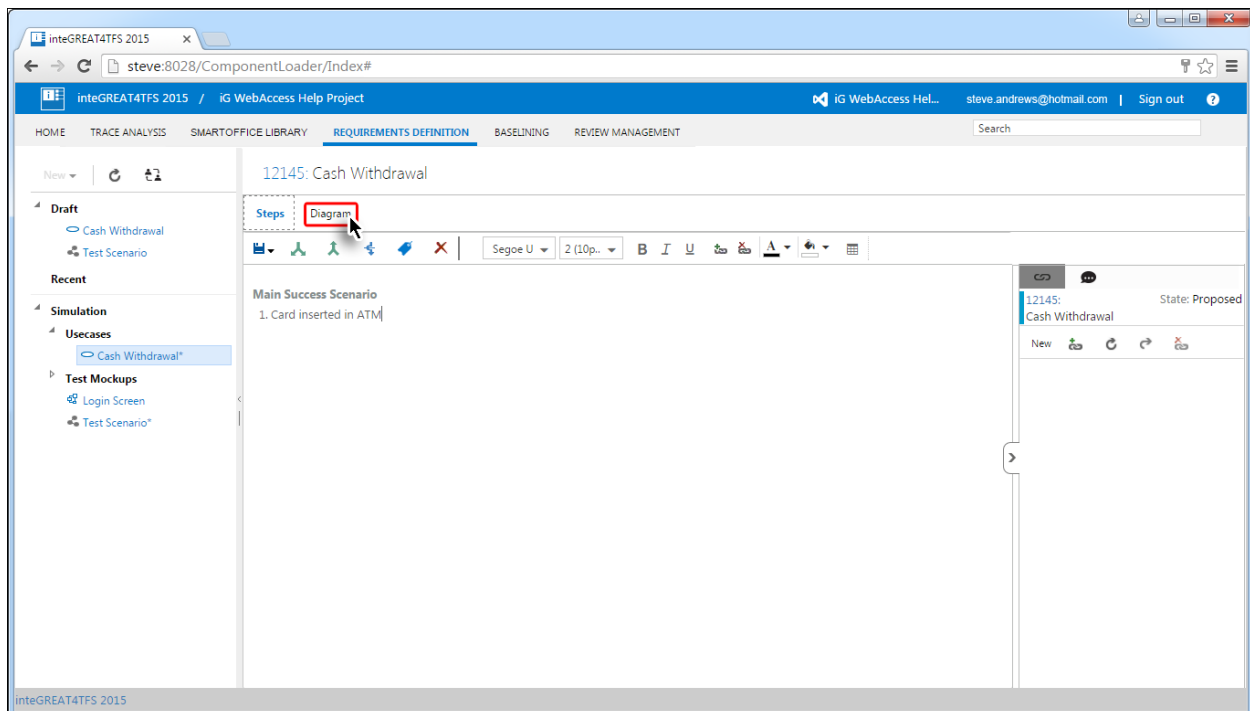 inteGREAT4TFS 2015
steve:8028/ComponentLoader/Index#
inteGREAT4TFS 2015 / iG WebAccess Help Project iG WebAccess Hel... steve.andrews@hotmail.com | Sign out ?
HOME TRACE ANALYSIS SMARTOFFICE LIBRARY REQUIREMENTS DEFINITION BASELINING REVIEW MANAGEMENT Search
New 12145: Cash Withdrawal
Draft
Cash Withdrawal
Test Scenario
Recent
Simulation
Usecases
Cash Withdrawal*
Test Mockups
Login Screen
Test Scenario*
Steps Diagram
Segoe U 2 (10p.. B I U A
Main Success Scenario
1. Card inserted in ATM
12145: State: Proposed
Cash Withdrawal
New
inteGREAT4TFS 2015